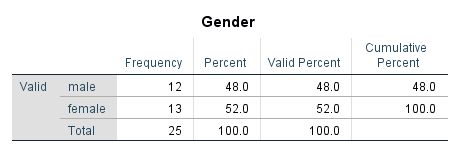 Gender
Frequency Percent Valid Percent Cumulative Percent
Valid male 12 48.0 48.0 48.0
female 13 52.0 52.0 100.0
Total 25 100.0 100.0